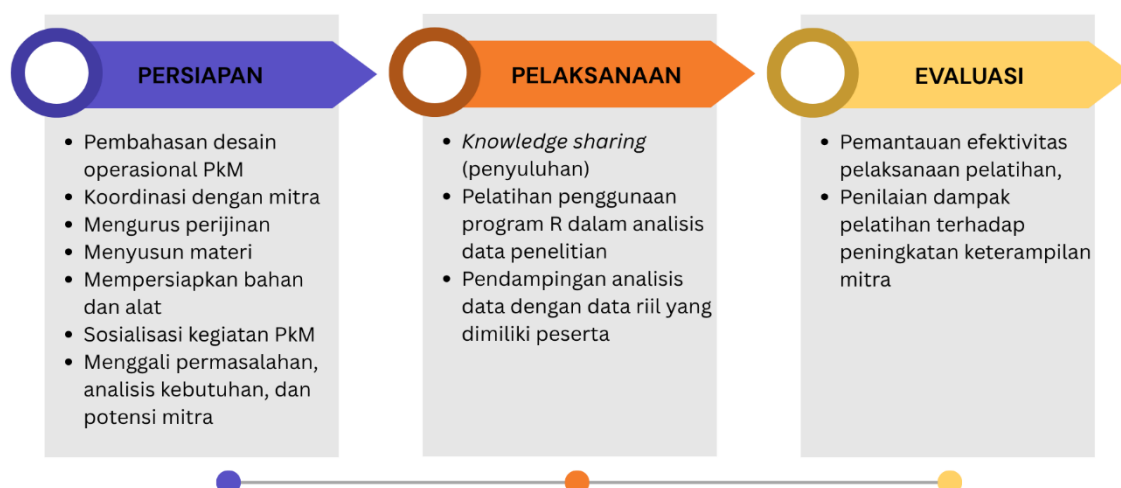 PERSIAPAN
• Pembahasan desain
operasional PkM
• Koordinasi dengan mitra
• Mengurus perijinan
• Menyusun materi
• Mempersiapkan bahan
dan alat
• Sosialisasi kegiatan PkM
• Menggali permasalahan,
analisis kebutuhan, dan
potensi mitra
PELAKSANAAN
• Knowledge sharing
(penyuluhan)
• Pelatihan penggunaan
program R dalam analisis
data penelitian
• Pendampingan analisis
data dengan data riil yang
dimiliki peserta
EVALUASI
• Pemantauan efektivitas
pelaksanaan pelatihan,
• Penilaian dampak
pelatihan terhadap
peningkatan keterampilan
mitra